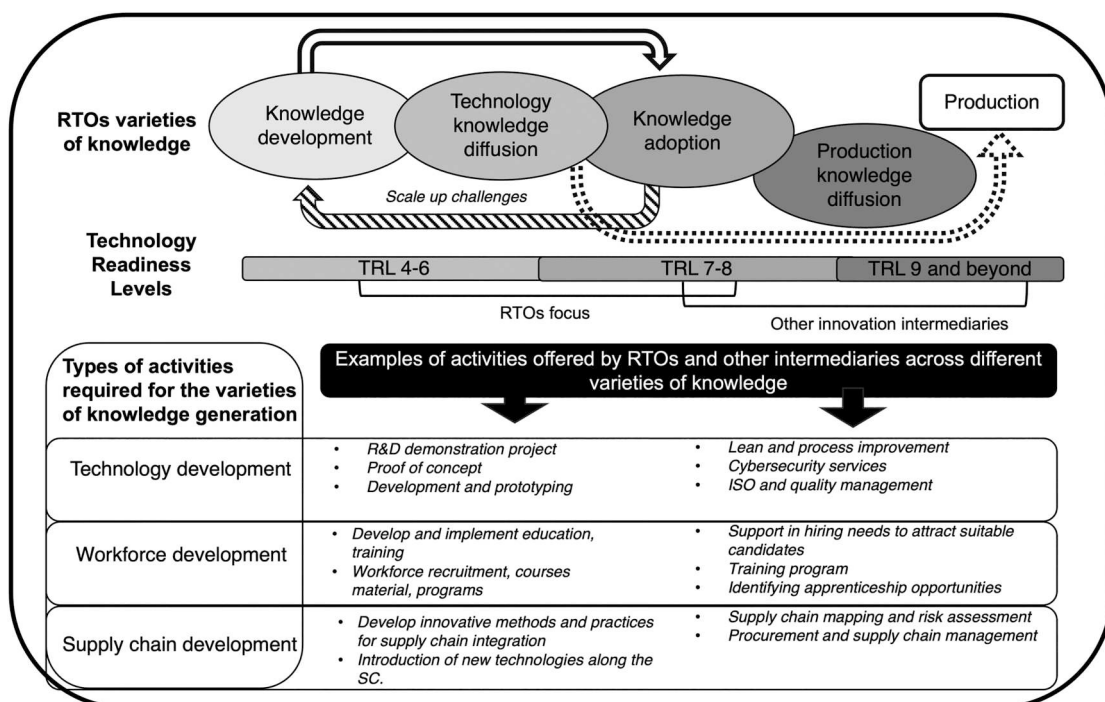 RTOs varieties
of knowledge
Knowledge
development
Technology
knowledge
diffusion
Knowledge
adoption
Production
knowledge
diffusion
Production
Scale up challenges
Technology
Readiness
Levels
TRL 4-6
TRL 7-8
TRL 9 and beyond
RTOs focus
Other innovation intermediaries
Types of activities
required for the varieties
of knowledge generation
Examples of activities offered by RTOs and other intermediaries across different
varieties of knowledge
Technology development
• R&D demonstration project
• Proof of concept
• Development and prototyping
• Lean and process improvement
• Cybersecurity services
• ISO and quality management
Workforce development
• Develop and implement education,
training
• Workforce recruitment, courses
material, programs
• Support in hiring needs to attract suitable
candidates
• Training program
• Identifying apprenticeship opportunities
Supply chain development
• Develop innovative methods and practices
for supply chain integration
• Introduction of new technologies along the
SC.
• Supply chain mapping and risk assessment
• Procurement and supply chain management